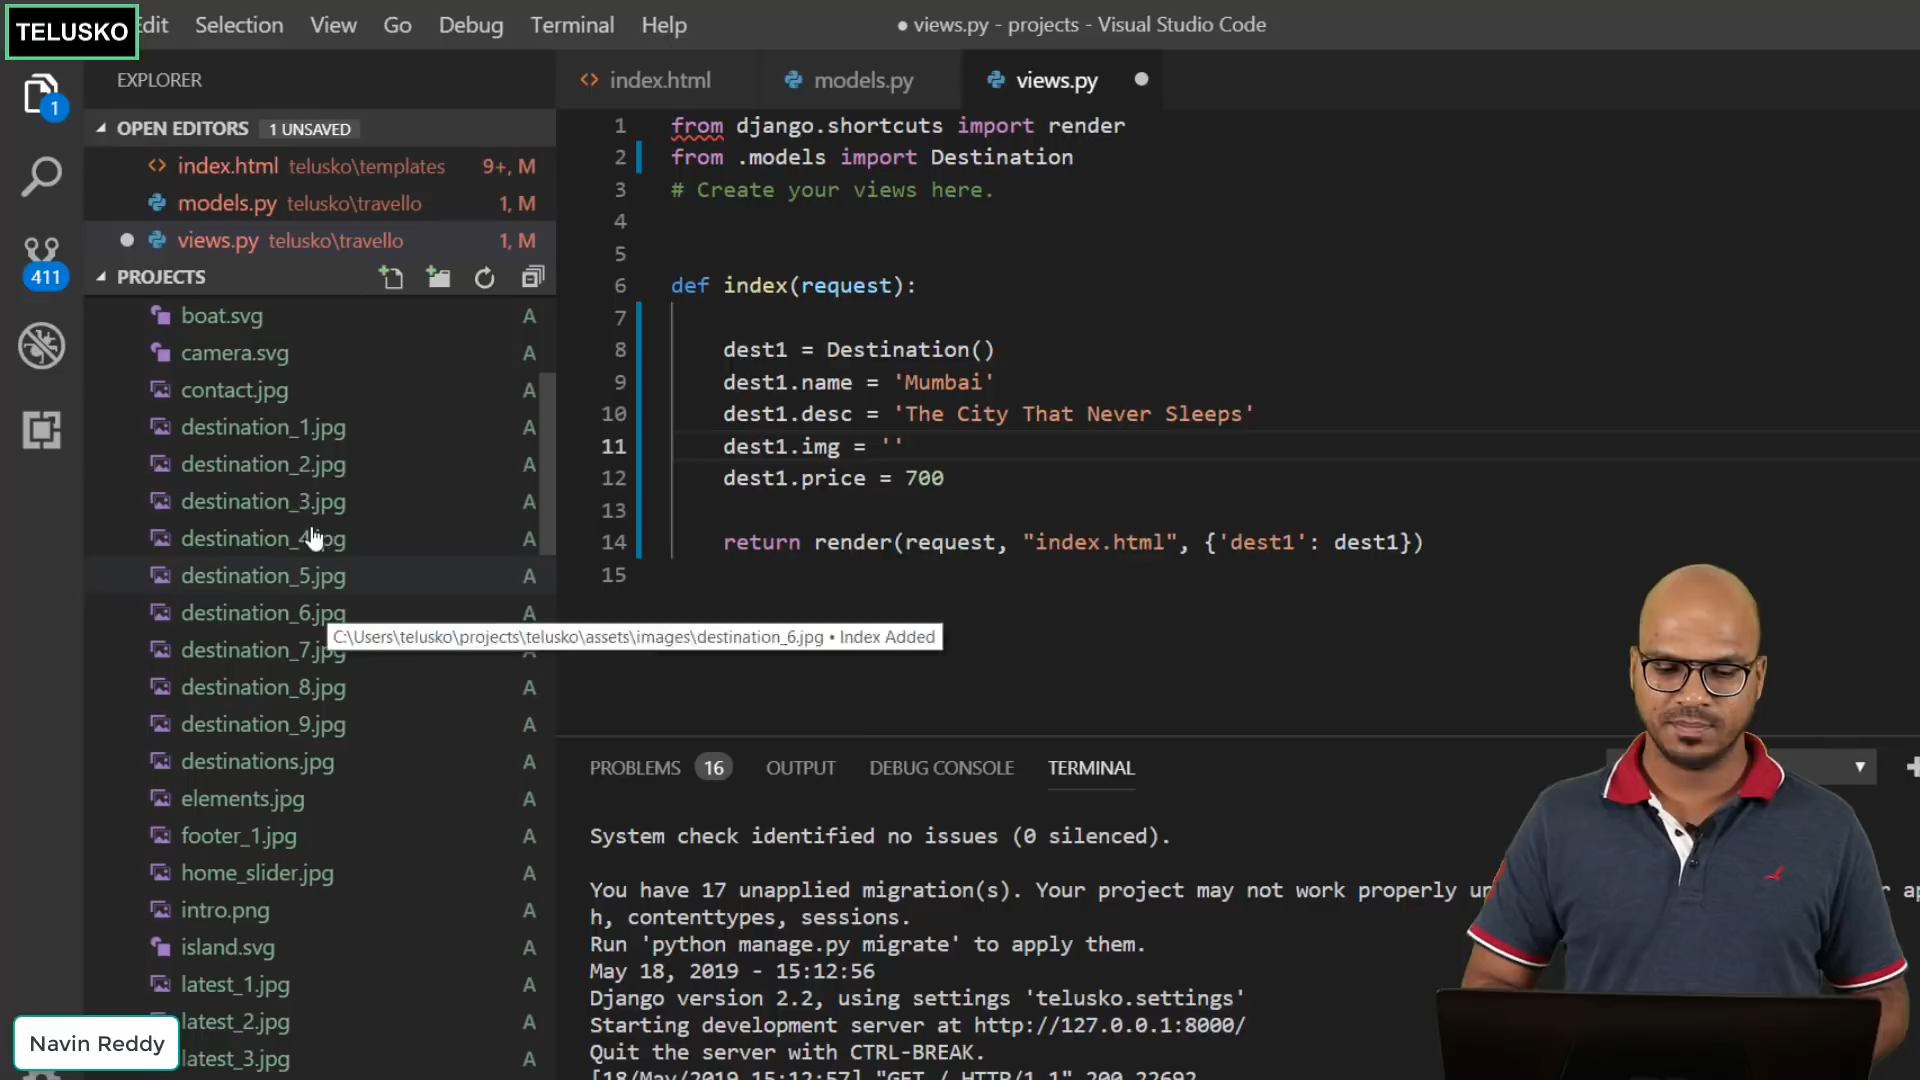 TELUSKO
Edit Selection View Go Debug Terminal Help
● views.py - projects - Visual Studio Code
EXPLORER
1
411
OPEN EDITORS 1 UNSAVED
index.html telusko\templates 9+, M
models.py telusko\travello 1, M
views.py telusko\travello 1, M
PROJECTS
boat.svg A
camera.svg A
contact.jpg A
destination_1.jpg A
destination_2.jpg A
destination_3.jpg A
destination_4.jpg A
destination_5.jpg A
destination_6.jpg A
C:\Users\telusko\projects\telusko\assets\images\destination_6.jpg • Index Added
destination_7.jpg A
destination_8.jpg A
destination_9.jpg A
destinations.jpg A
elements.jpg A
footer_1.jpg A
home_slider.jpg A
intro.png A
island.svg A
latest_1.jpg A
latest_2.jpg A
latest_3.jpg A
Navin Reddy
index.html models.py views.py
1 from django.shortcuts import render
2 from .models import Destination
3 # Create your views here.
4
5
6 def index(request):
7
8 dest1 = Destination()
9 dest1.name = 'Mumbai'
10 dest1.desc = 'The City That Never Sleeps'
11 dest1.img = ''
12 dest1.price = 700
13
14 return render(request, "index.html", {'dest1': dest1})
15
PROBLEMS 16 OUTPUT DEBUG CONSOLE TERMINAL
System check identified no issues (0 silenced).
You have 17 unapplied migration(s). Your project may not work properly
h, contenttypes, sessions.
Run 'python manage.py migrate' to apply them.
May 18, 2019 - 15:12:56
Django version 2.2, using settings 'telusko.settings'
Starting development server at http://127.0.0.1:8000/
Quit the server with CTRL-BREAK.
[18/May/2019 15:12:57] "GET / HTTP/1.1" 200 22692